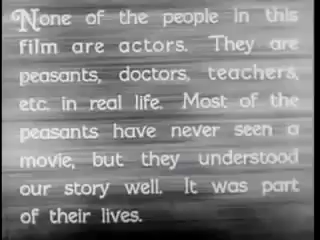 None of the people in this
film are actors. They are
peasants, doctors, teachers,
etc. in real life. Most of the
peasants have never seen a
movie, but they understood
our story well. It was part
of their lives.